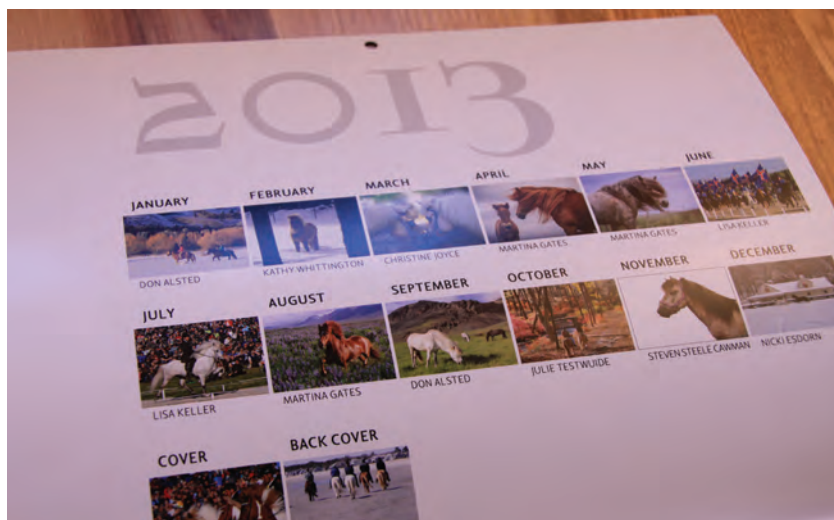 2013
JANUARY FEBRUARY MARCH APRIL MAY JUNE
DON ALSTED KATHY WHITTINGTON CHRISTINE JOYCE MARTINA GATES MARTINA GATES LISA KELLER
JULY AUGUST SEPTEMBER OCTOBER NOVEMBER DECEMBER
LISA KELLER MARTINA GATES DON ALSTED JULIE TESTWUIDE STEVEN STEELE CAWMAN NICKI ESDORN
COVER BACK COVER